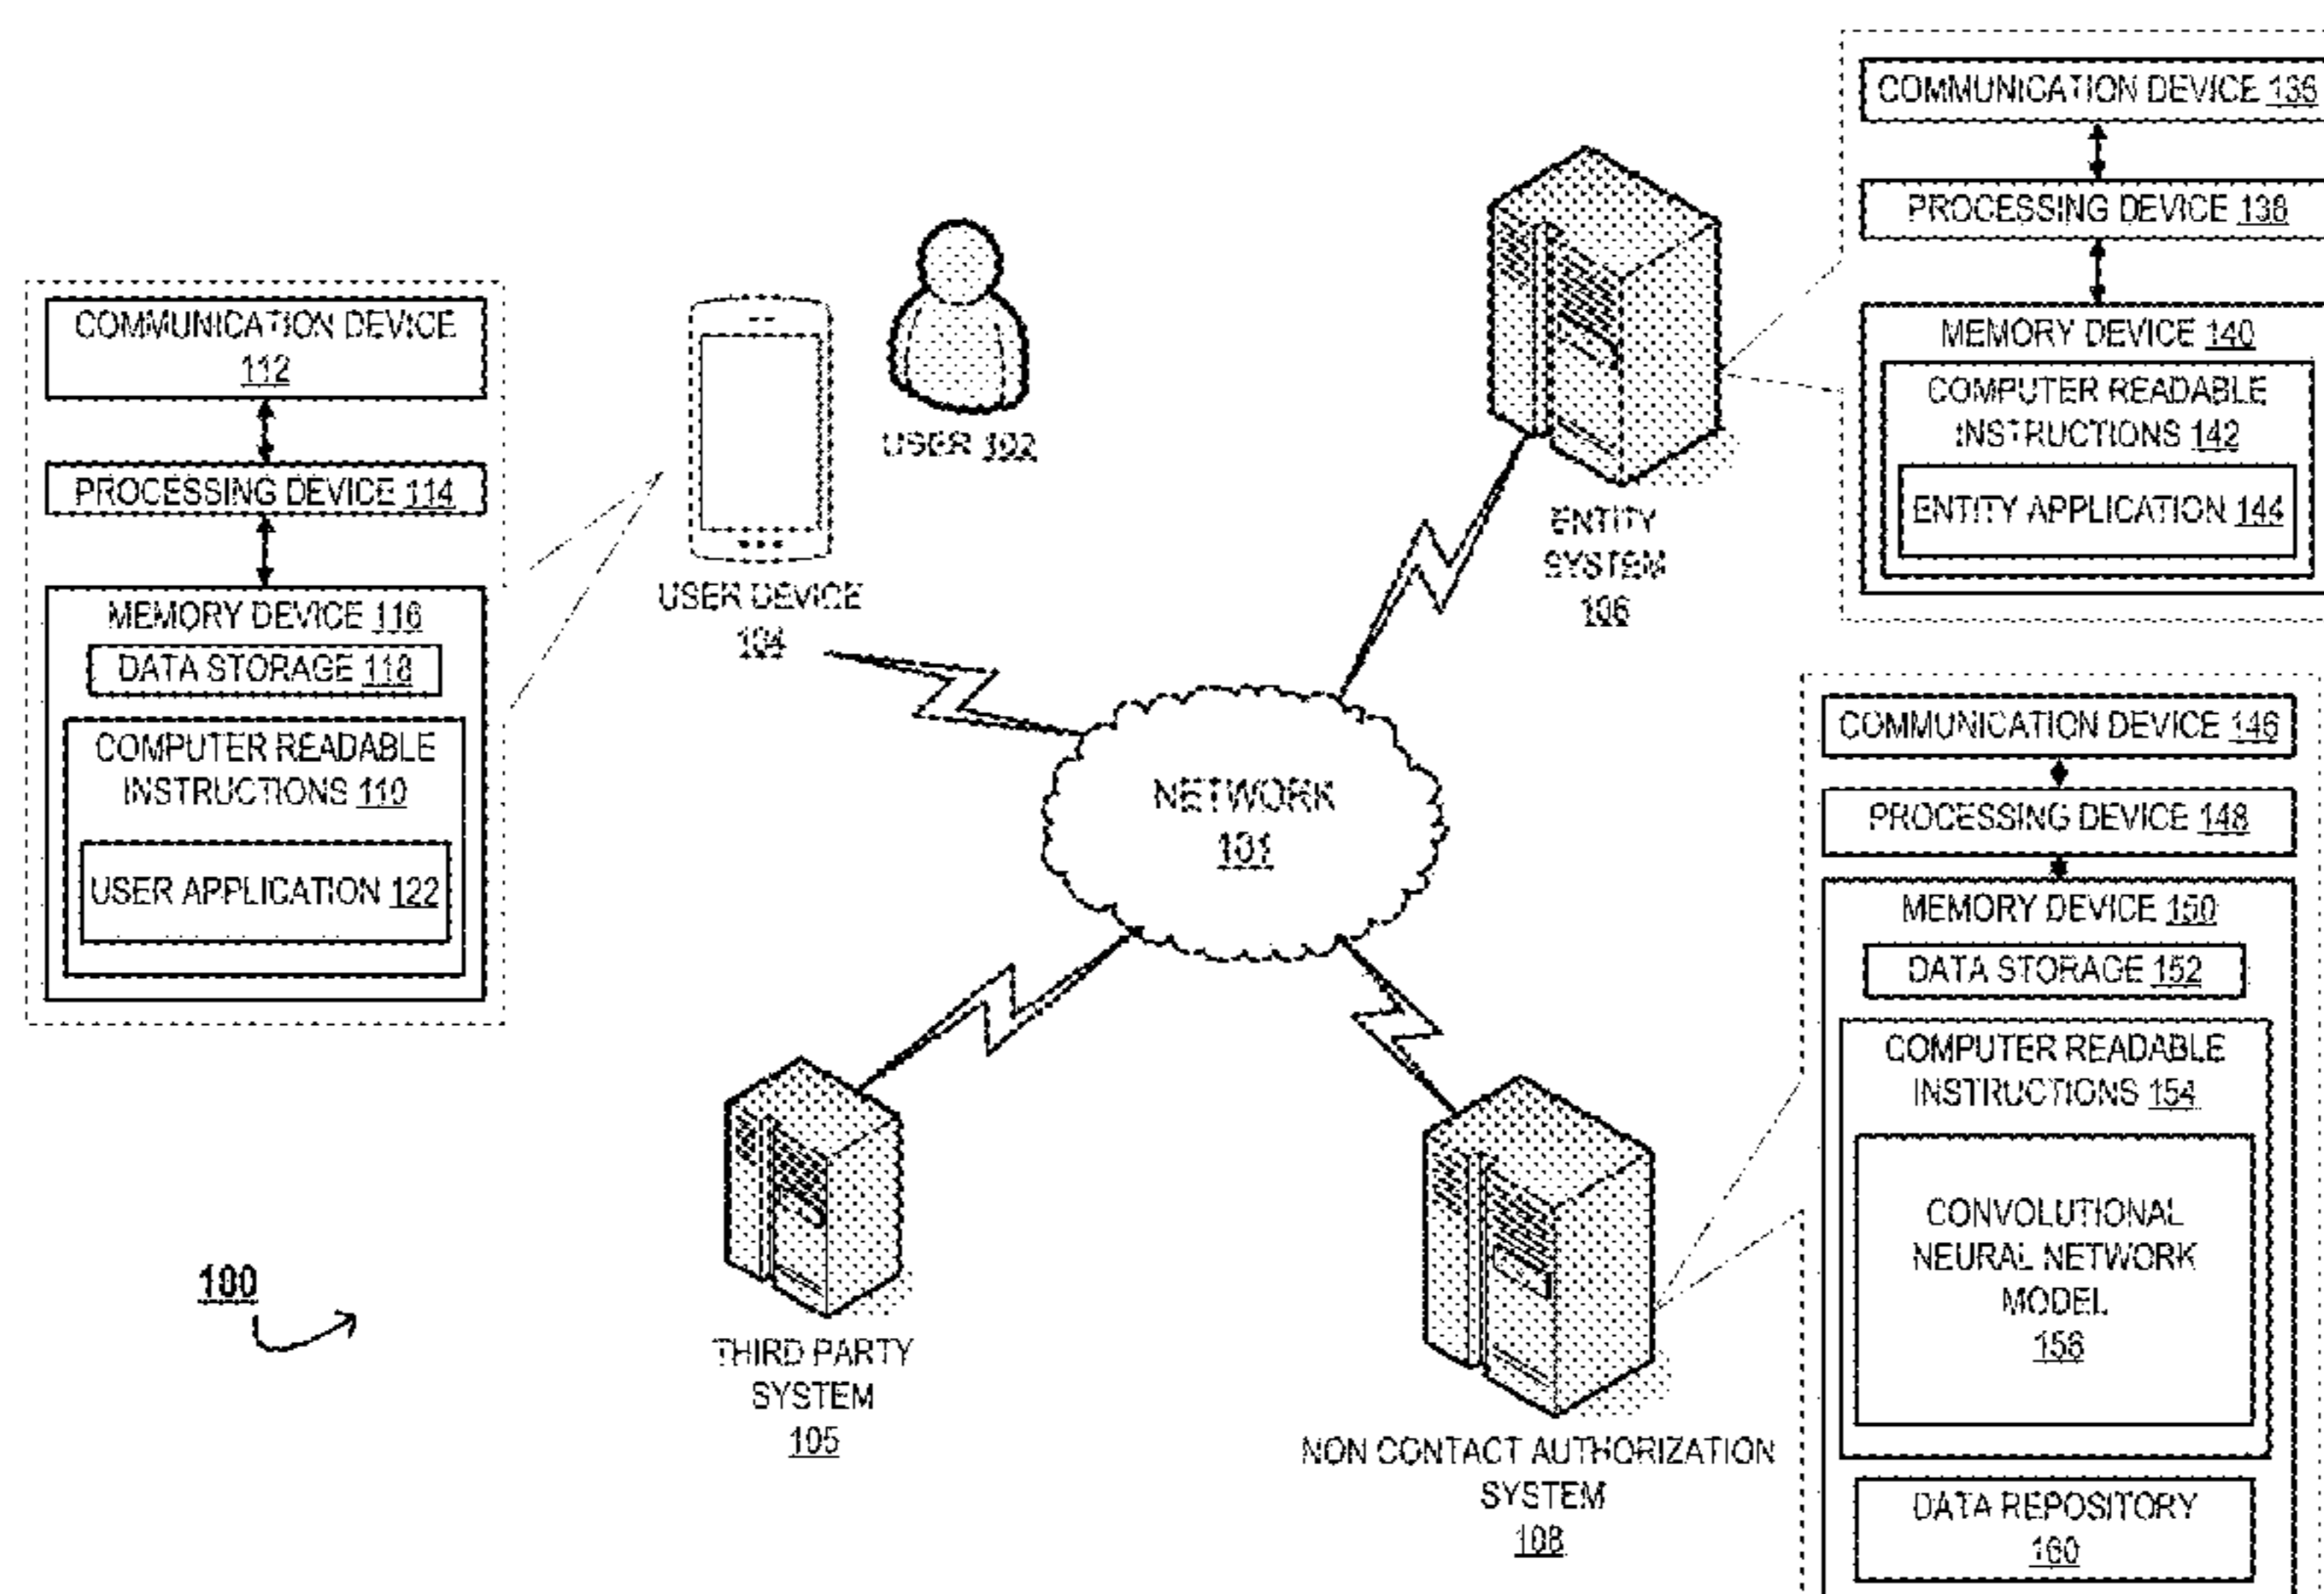 COMMUNICATION DEVICE
112
PROCESSING DEVICE 114
MEMORY DEVICE 116
DATA STORAGE 118
COMPUTER READABLE
INSTRUCTIONS 110
USER APPLICATION 122
USER 102
USER DEVICE
104
ENTITY
SYSTEM
106
COMMUNICATION DEVICE 136
PROCESSING DEVICE 138
MEMORY DEVICE 140
COMPUTER READABLE
INSTRUCTIONS 142
ENTITY APPLICATION 144
NETWORK
101
COMMUNICATION DEVICE 146
PROCESSING DEVICE 148
MEMORY DEVICE 150
DATA STORAGE 152
COMPUTER READABLE
INSTRUCTIONS 154
CONVOLUTIONAL
NEURAL NETWORK
MODEL
156
DATA REPOSITORY
160
100
THIRD PARTY
SYSTEM
105
NON CONTACT AUTHORIZATION
SYSTEM
108